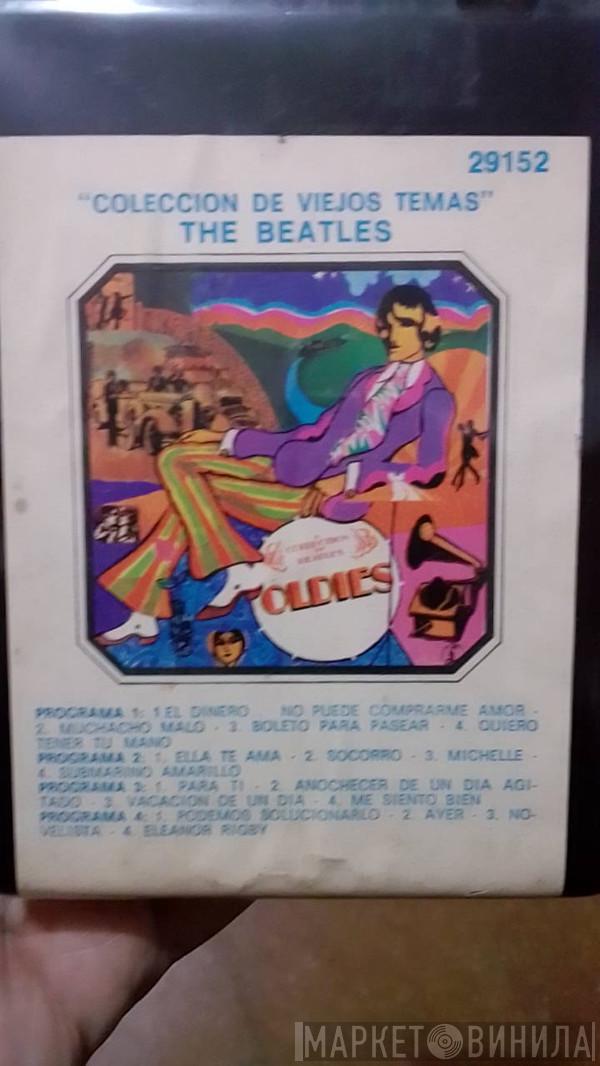 29152
"COLECCION DE VIEJOS TEMAS"
THE BEATLES
A
COLLECTION
OF
BEATLES
OLDIES
PROGRAMA 1: 1 EL DINERO . NO PUEDE COMPRARME AMOR -
2. MUCHACHO MALO - 3. BOLETO PARA PASEAR - 4. QUIERO
TENER TU MANO
PROGRAMA 2: 1. ELLA TE AMA - 2. SOCORRO - 3. MICHELLE -
4. SUBMARINO AMARILLO
PROGRAMA 3: 1. PARA TI - 2. ANOCHECER DE UN DIA AGI-
TADO - 3. VACACION DE UN DIA - 4. ME SIENTO BIEN
PROGRAMA 4: 1. PODEMOS SOLUCIONARLO - 2. AYER - 3. NO-
VELISTA - 4. ELEANOR RIGBY
МАРКЕТ ВИНИЛА